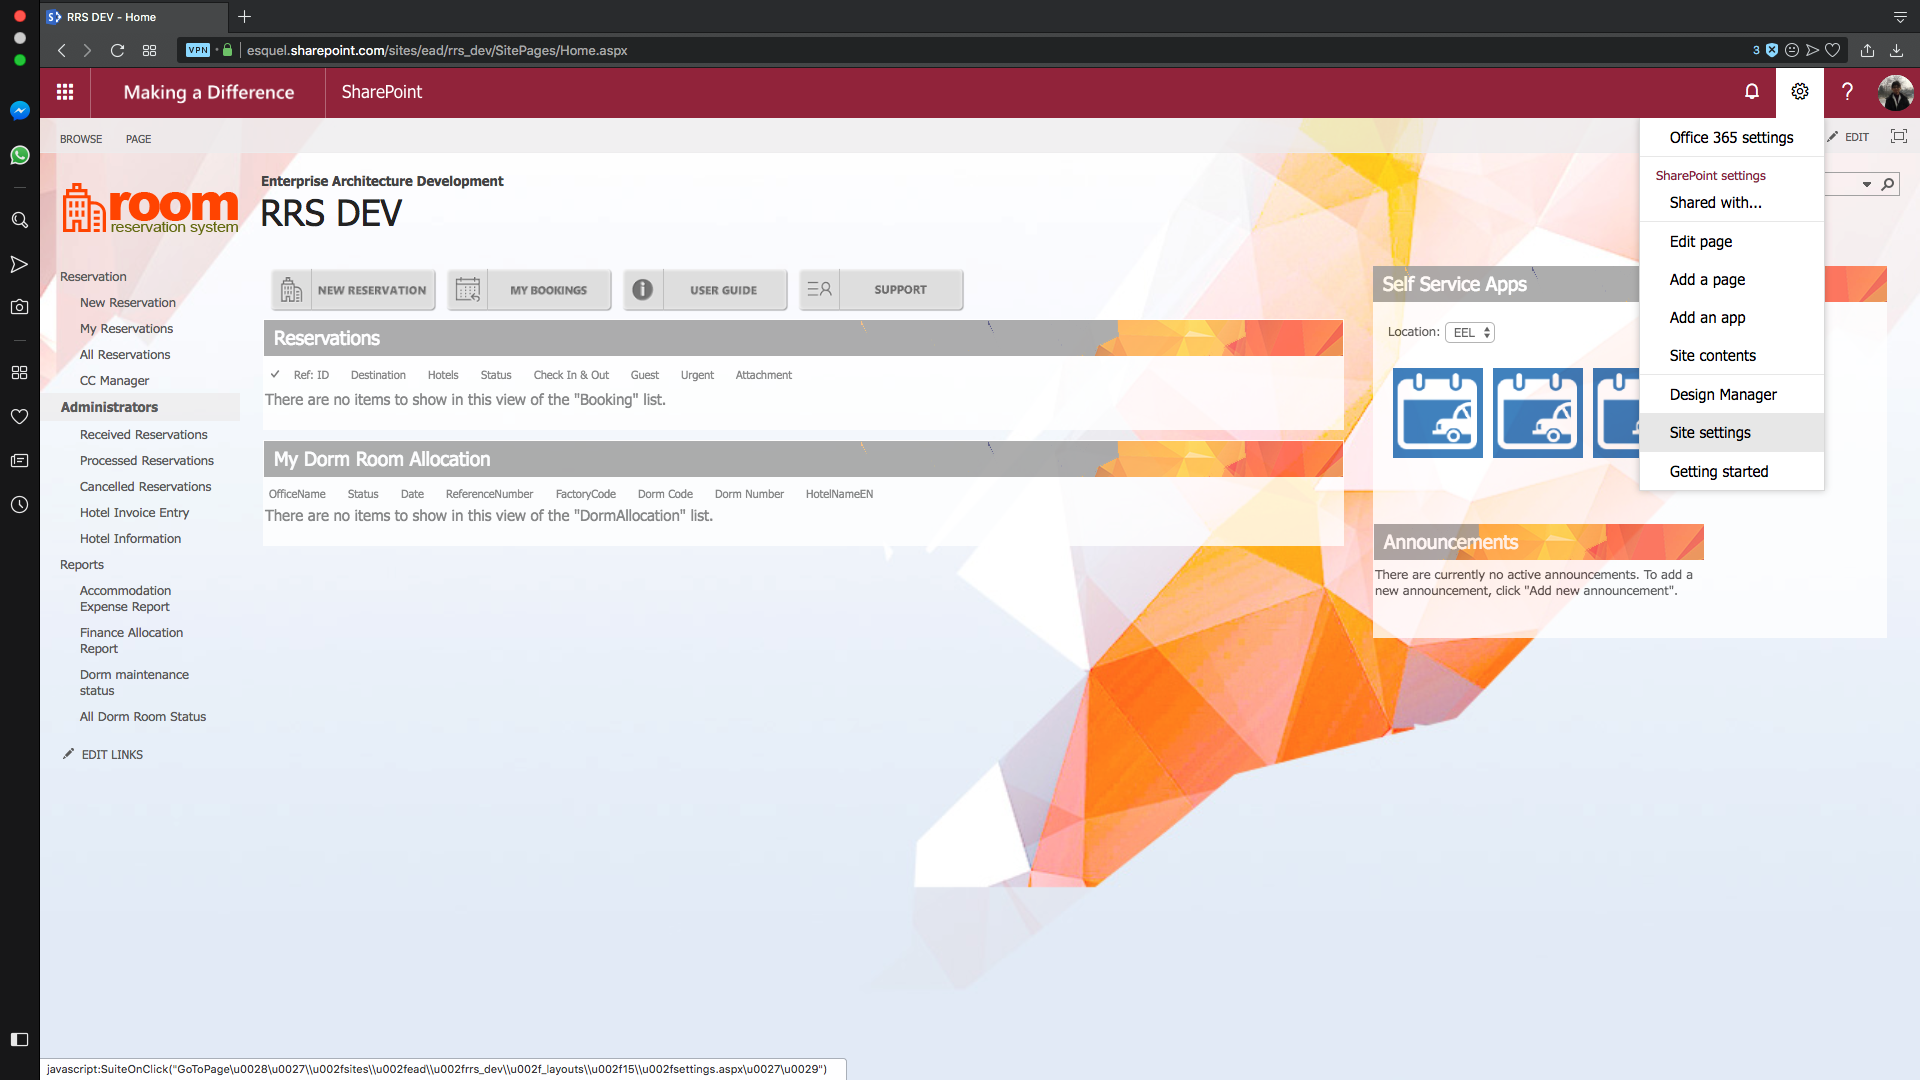 RRS DEV - Home
VPN
esquel.sharepoint.com/sites/ead/rrs_dev/SitePages/Home.aspx
3
Making a Difference
SharePoint
BROWSE
PAGE
EDIT
Office 365 settings
SharePoint settings
Shared with...
Edit page
Add a page
Add an app
Site contents
Design Manager
Site settings
Getting started
room
reservation system
Enterprise Architecture Development
RRS DEV
Reservation
New Reservation
My Reservations
All Reservations
CC Manager
Administrators
Received Reservations
Processed Reservations
Cancelled Reservations
Hotel Invoice Entry
Hotel Information
Reports
Accommodation
Expense Report
Finance Allocation
Report
Dorm maintenance
status
All Dorm Room Status
EDIT LINKS
NEW RESERVATION
MY BOOKINGS
USER GUIDE
SUPPORT
Reservations
Ref: ID Destination Hotels Status Check In & Out Guest Urgent Attachment
There are no items to show in this view of the "Booking" list.
My Dorm Room Allocation
OfficeName Status Date ReferenceNumber FactoryCode Dorm Code Dorm Number HotelNameEN
There are no items to show in this view of the "DormAllocation" list.
Self Service Apps
Location: EEL
Announcements
There are currently no active announcements. To add a
new announcement, click "Add new announcement".
javascript:SuiteOnClick("GoToPage\u0028\u0027\\u002fsites\\u002fead\\u002frrs_dev\\u002f_layouts\\u002f15\\u002fsettings.aspx\u0027\u0029")